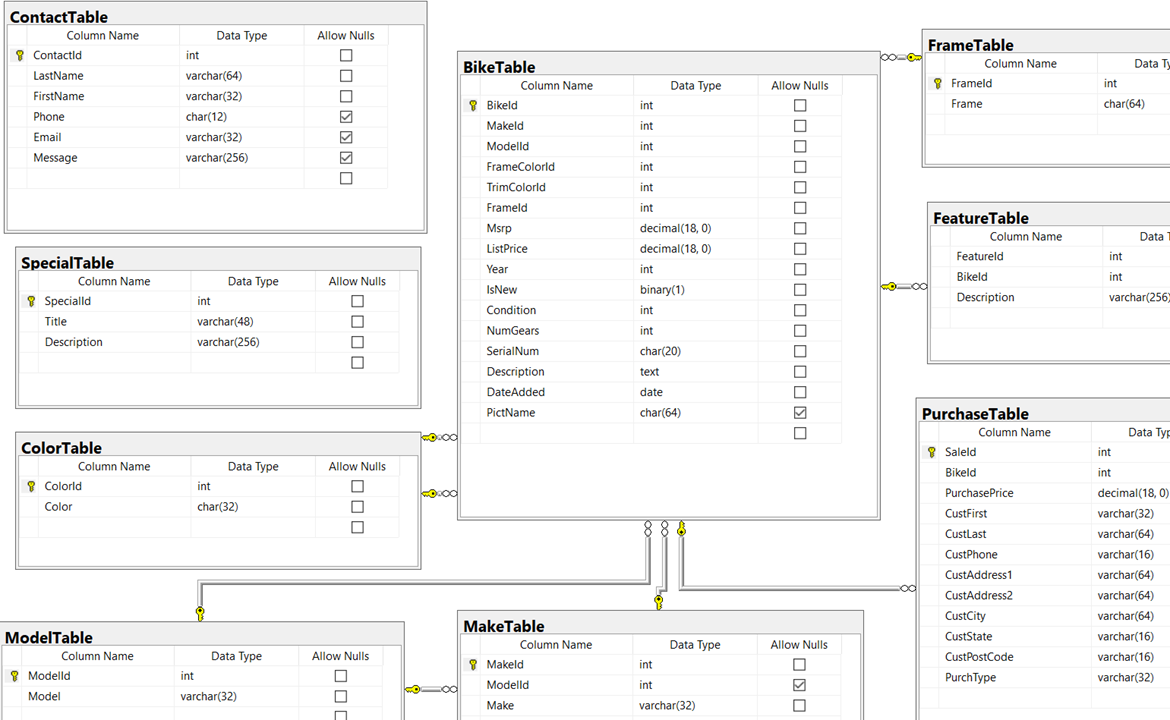 ContactTable
Column Name Data Type Allow Nulls
ContactId int
LastName varchar(64)
FirstName varchar(32)
Phone char(12)
Email varchar(32)
Message varchar(256)
SpecialTable
Column Name Data Type Allow Nulls
SpecialId int
Title varchar(48)
Description varchar(256)
ColorTable
Column Name Data Type Allow Nulls
ColorId int
Color char(32)
ModelTable
Column Name Data Type Allow Nulls
ModelId int
Model varchar(32)
BikeTable
Column Name Data Type Allow Nulls
BikeId int
MakeId int
ModelId int
FrameColorId int
TrimColorId int
FrameId int
Msrp decimal(18, 0)
ListPrice decimal(18, 0)
Year int
IsNew binary(1)
Condition int
NumGears int
SerialNum char(20)
Description text
DateAdded date
PictName char(64)
MakeTable
Column Name Data Type Allow Nulls
MakeId int
ModelId int
Make varchar(32)
FrameTable
Column Name Data Ty
FrameId int
Frame char(64)
FeatureTable
Column Name Data T
FeatureId int
BikeId int
Description varchar(256)
PurchaseTable
Column Name Data Typ
SaleId int
BikeId int
PurchasePrice decimal(18, 0)
CustFirst varchar(32)
CustLast varchar(64)
CustPhone varchar(16)
CustAddress1 varchar(64)
CustAddress2 varchar(64)
CustCity varchar(64)
CustState varchar(16)
CustPostCode varchar(16)
PurchType varchar(32)